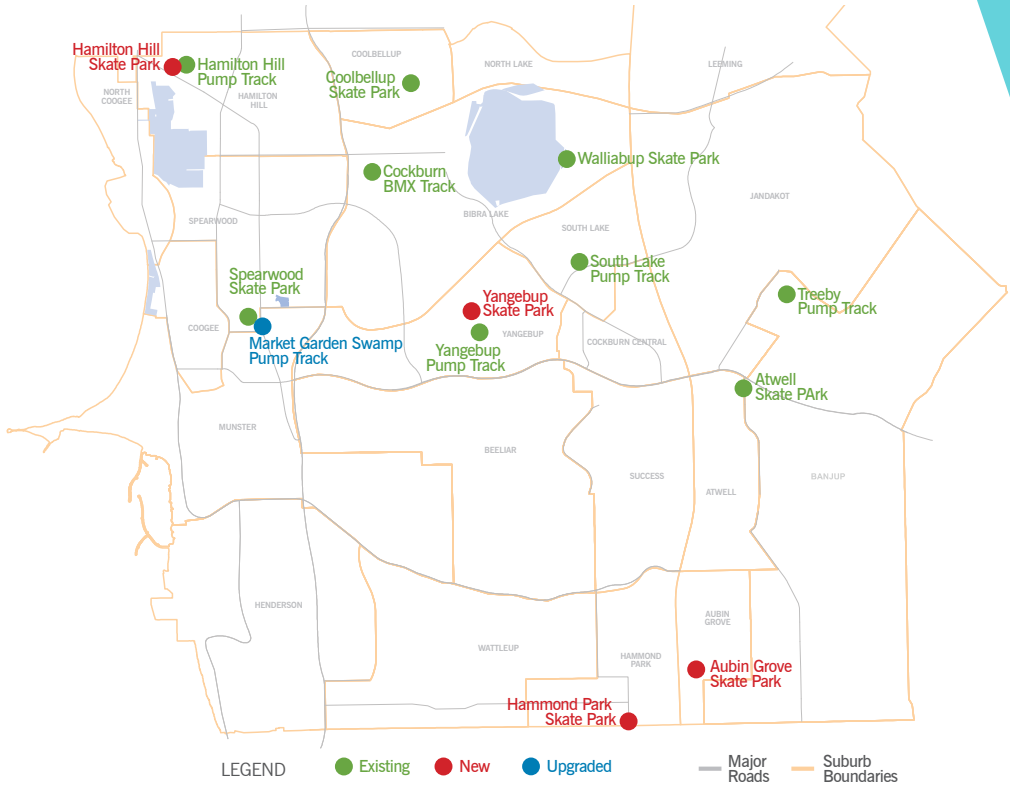 Hamilton Hill
Skate Park
Hamilton Hill
Pump Track
COOLBELLUP
Coolbellup
Skate Park
NORTH LAKE
LEEMING
NORTH
COOGEE
HAMILTON
HILL
Walliabup Skate Park
Cockburn
BMX Track
JANDAKOT
SPEARWOOD
BIBRA LAKE
SOUTH LAKE
Spearwood
Skate Park
South Lake
Pump Track
Treeby
Pump Track
Yangebup
Skate Park
COOGEE
YANGEBUP
COCKBURN CENTRAL
Market Garden Swamp
Pump Track
Yangebup
Pump Track
Atwell
Skate PArk
MUNSTER
BEELIAR
SUCCESS
ATWELL
BANJUP
HENDERSON
AUBIN
GROVE
WATTLEUP
HAMMOND
PARK
Aubin Grove
Skate Park
Hammond Park
Skate Park
LEGEND
Existing
New
Upgraded
Major
Roads
Suburb
Boundaries